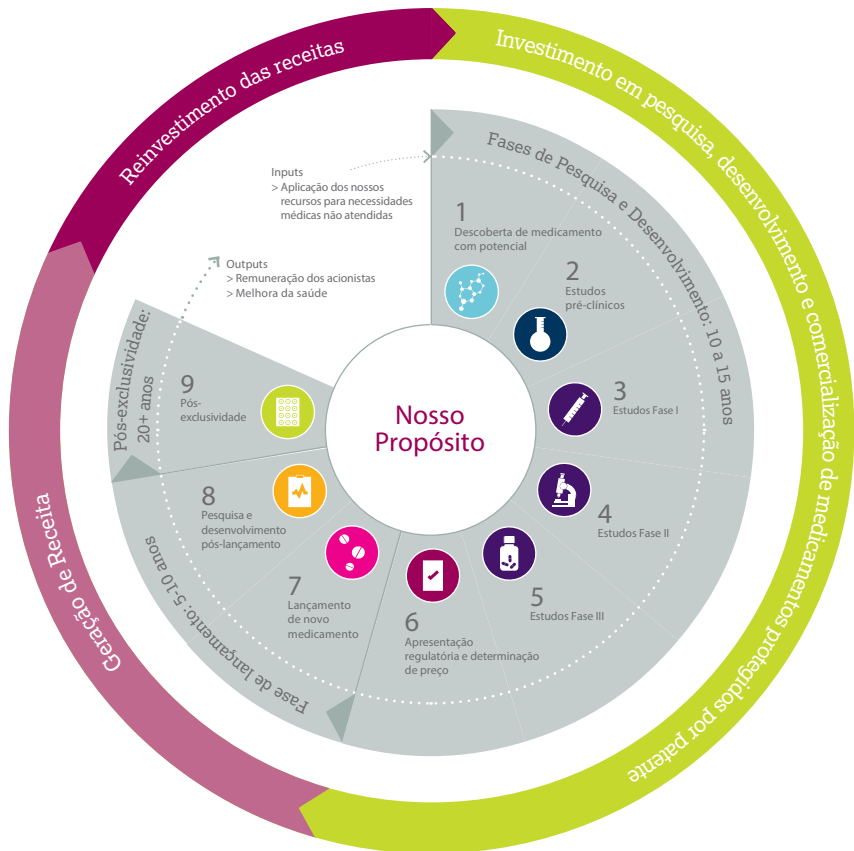 Reinvestimento das receitas
Investimento em pesquisa, desenvolvimento e comercialização de medicamentos protegidos por patente
Geração de Receita
Fases de Pesquisa e Desenvolvimento: 10 a 15 anos
Inputs
> Aplicação dos nossos
recursos para necessidades
médicas não atendidas
Outputs
> Remuneração dos acionistas
> Melhora da saúde
1
Descoberta de medicamento
com potencial
2
Estudos
pré-clínicos
3
Estudos Fase I
4
Estudos Fase II
5
Estudos Fase III
6
Apresentação
regulatória e determinação
de preço
Fase de lançamento: 5-10 anos
7
Lançamento
de novo
medicamento
8
Pesquisa e
desenvolvimento
pós-lançamento
Pós-exclusividade:
20+ anos
9
Pós-
exclusividade
Nosso
Propósito